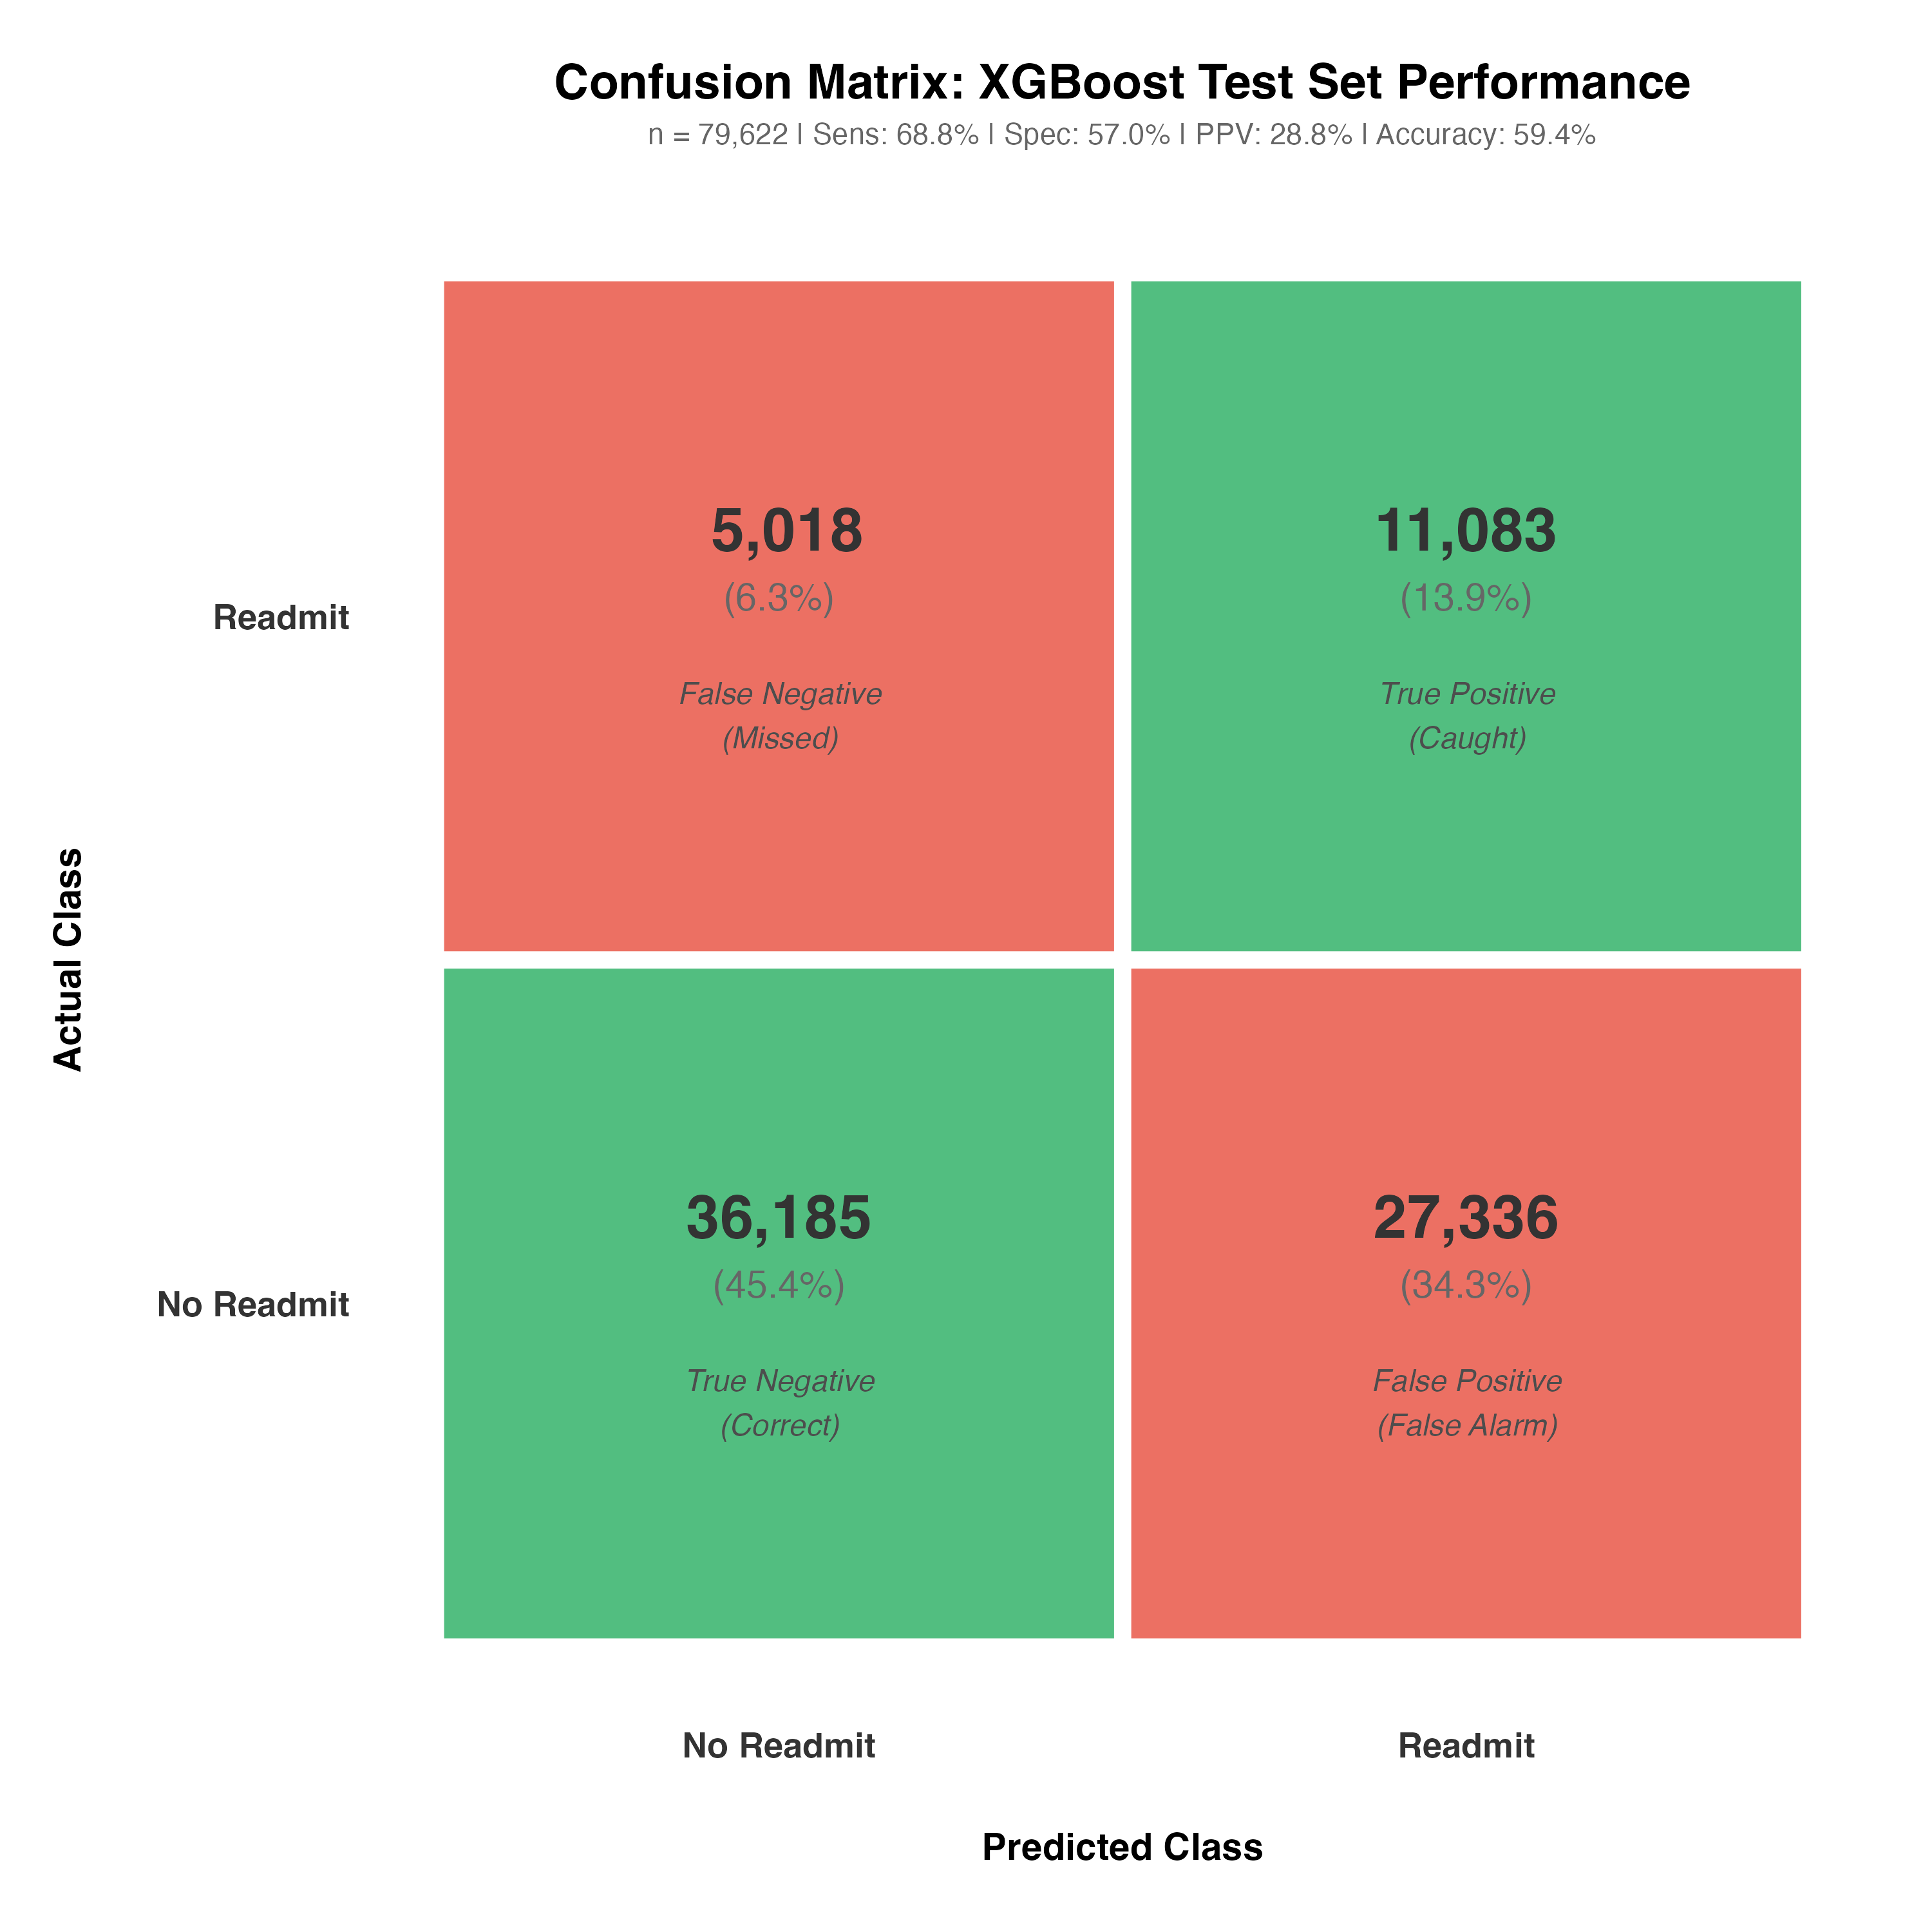 Confusion Matrix: XGBoost Test Set Performance
n = 79,622 | Sens: 68.8% | Spec: 57.0% | PPV: 28.8% | Accuracy: 59.4%
Actual Class
Readmit
5,018
(6.3%)
False Negative
(Missed)
11,083
(13.9%)
True Positive
(Caught)
No Readmit
36,185
(45.4%)
True Negative
(Correct)
27,336
(34.3%)
False Positive
(False Alarm)
No Readmit
Readmit
Predicted Class